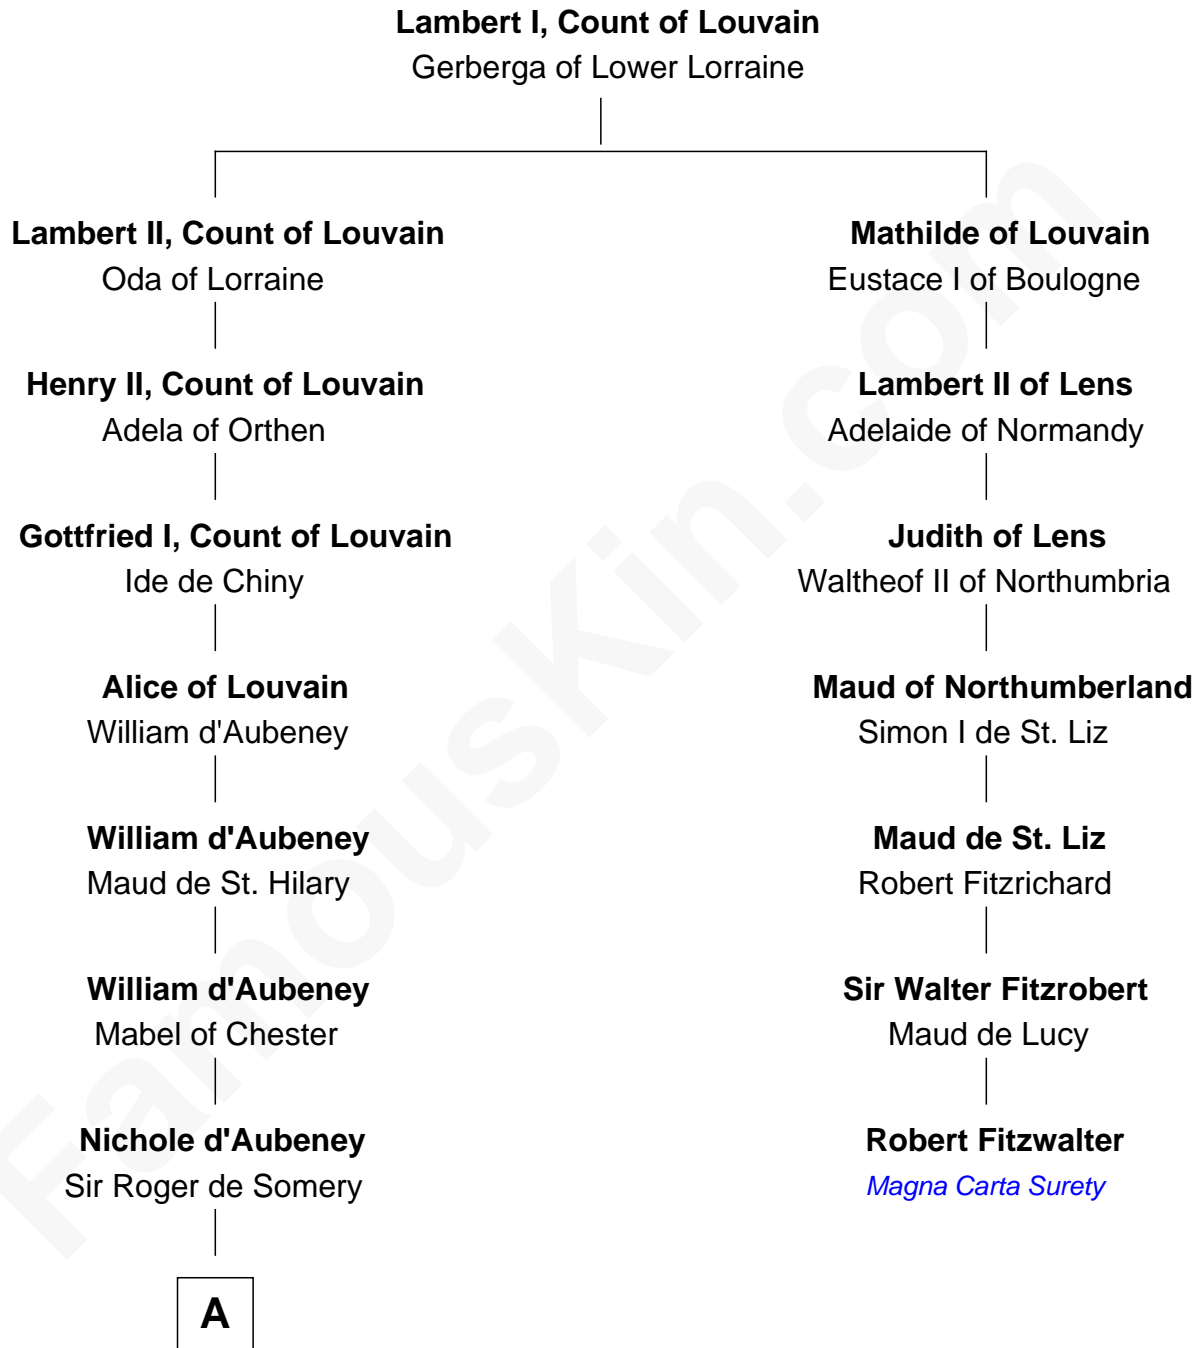 Lambert I, Count of Louvain
Gerberga of Lower Lorraine
Lambert II, Count of Louvain
Oda of Lorraine
Mathilde of Louvain
Eustace I of Boulogne
Henry II, Count of Louvain
Adela of Orthen
Lambert II of Lens
Adelaide of Normandy
Gottfried I, Count of Louvain
Ide de Chiny
Judith of Lens
Waltheof II of Northumbria
Alice of Louvain
William d'Aubeney
Maud of Northumberland
Simon I de St. Liz
William d'Aubeney
Maud de St. Hilary
Maud de St. Liz
Robert Fitzrichard
William d'Aubeney
Mabel of Chester
Sir Walter Fitzrobert
Maud de Lucy
Nichole d'Aubeney
Sir Roger de Somery
Robert Fitzwalter
Magna Carta Surety
A
FamousKin.com